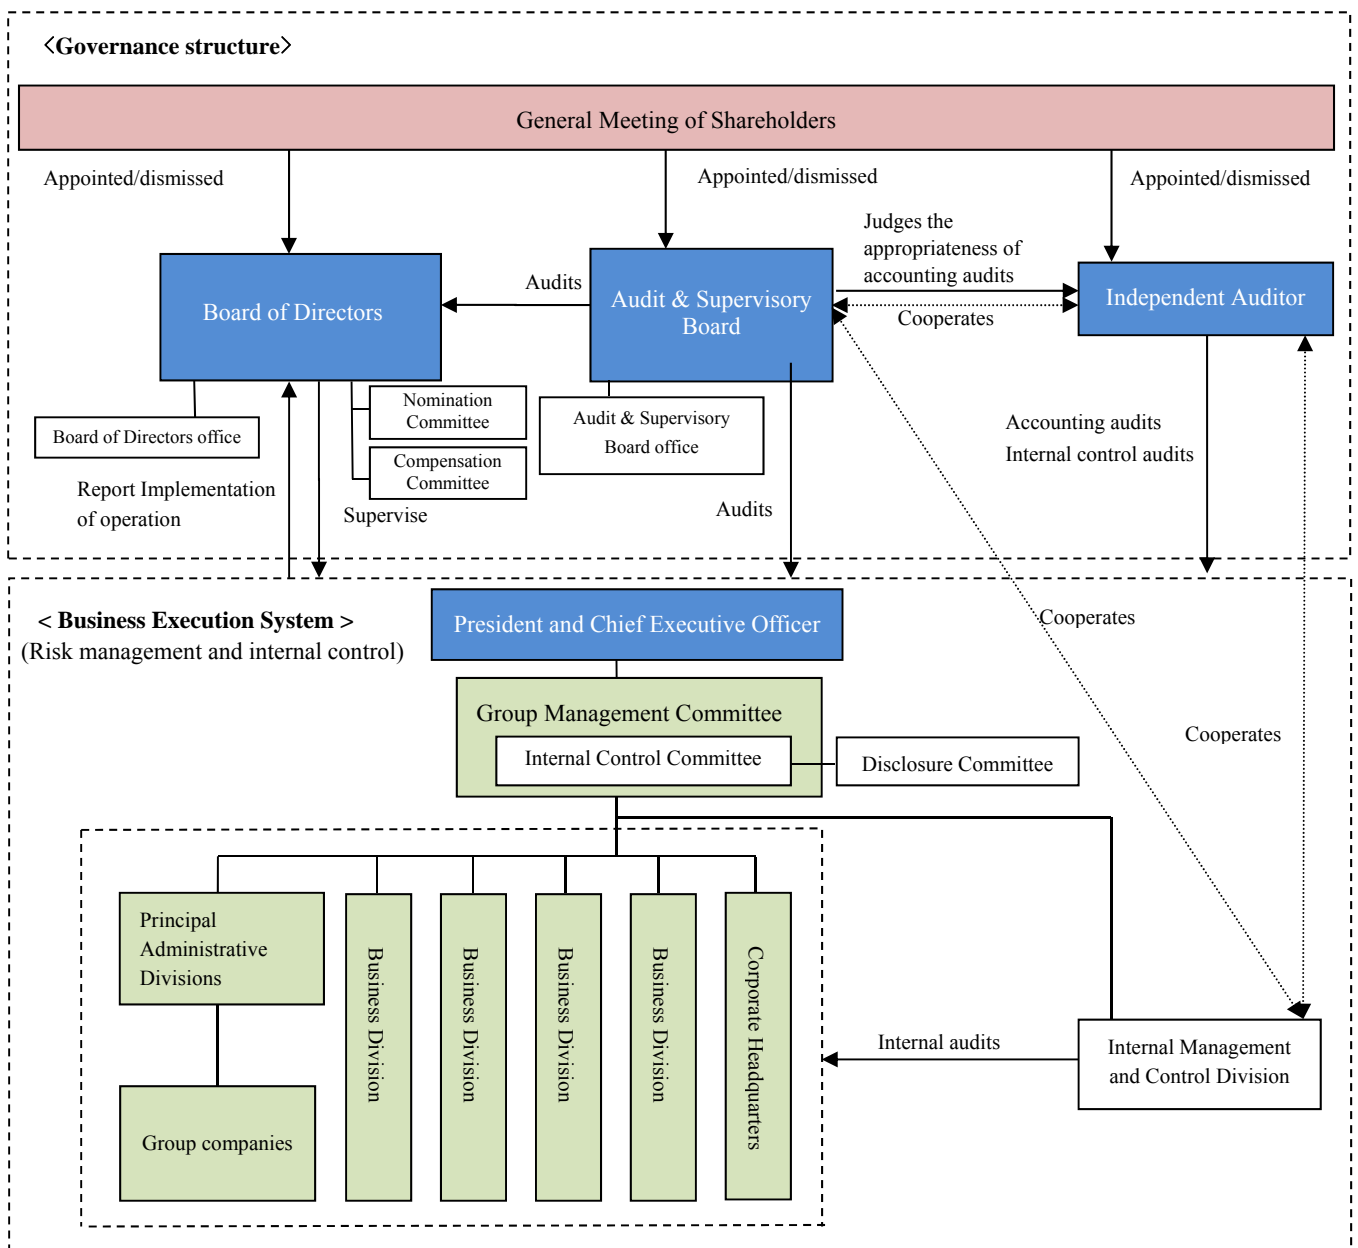 <Governance structure>
General Meeting of Shareholders
Appointed/dismissed
Appointed/dismissed
Appointed/dismissed
Judges the
appropriateness of
accounting audits
Audits
Board of Directors
Audit & Supervisory
Board
Independent Auditor
Cooperates
Nomination
Committee
Board of Directors office
Audit & Supervisory
Board office
Compensation
Committee
Accounting audits
Internal control audits
Report Implementation
of operation
Supervise
Audits
< Business Execution System >
(Risk management and internal control)
President and Chief Executive Officer
Cooperates
Group Management Committee
Internal Control Committee
Disclosure Committee
Cooperates
Principal
Administrative
Divisions
Business Division
Business Division
Business Division
Business Division
Corporate Headquarters
Group companies
Internal audits
Internal Management
and Control Division